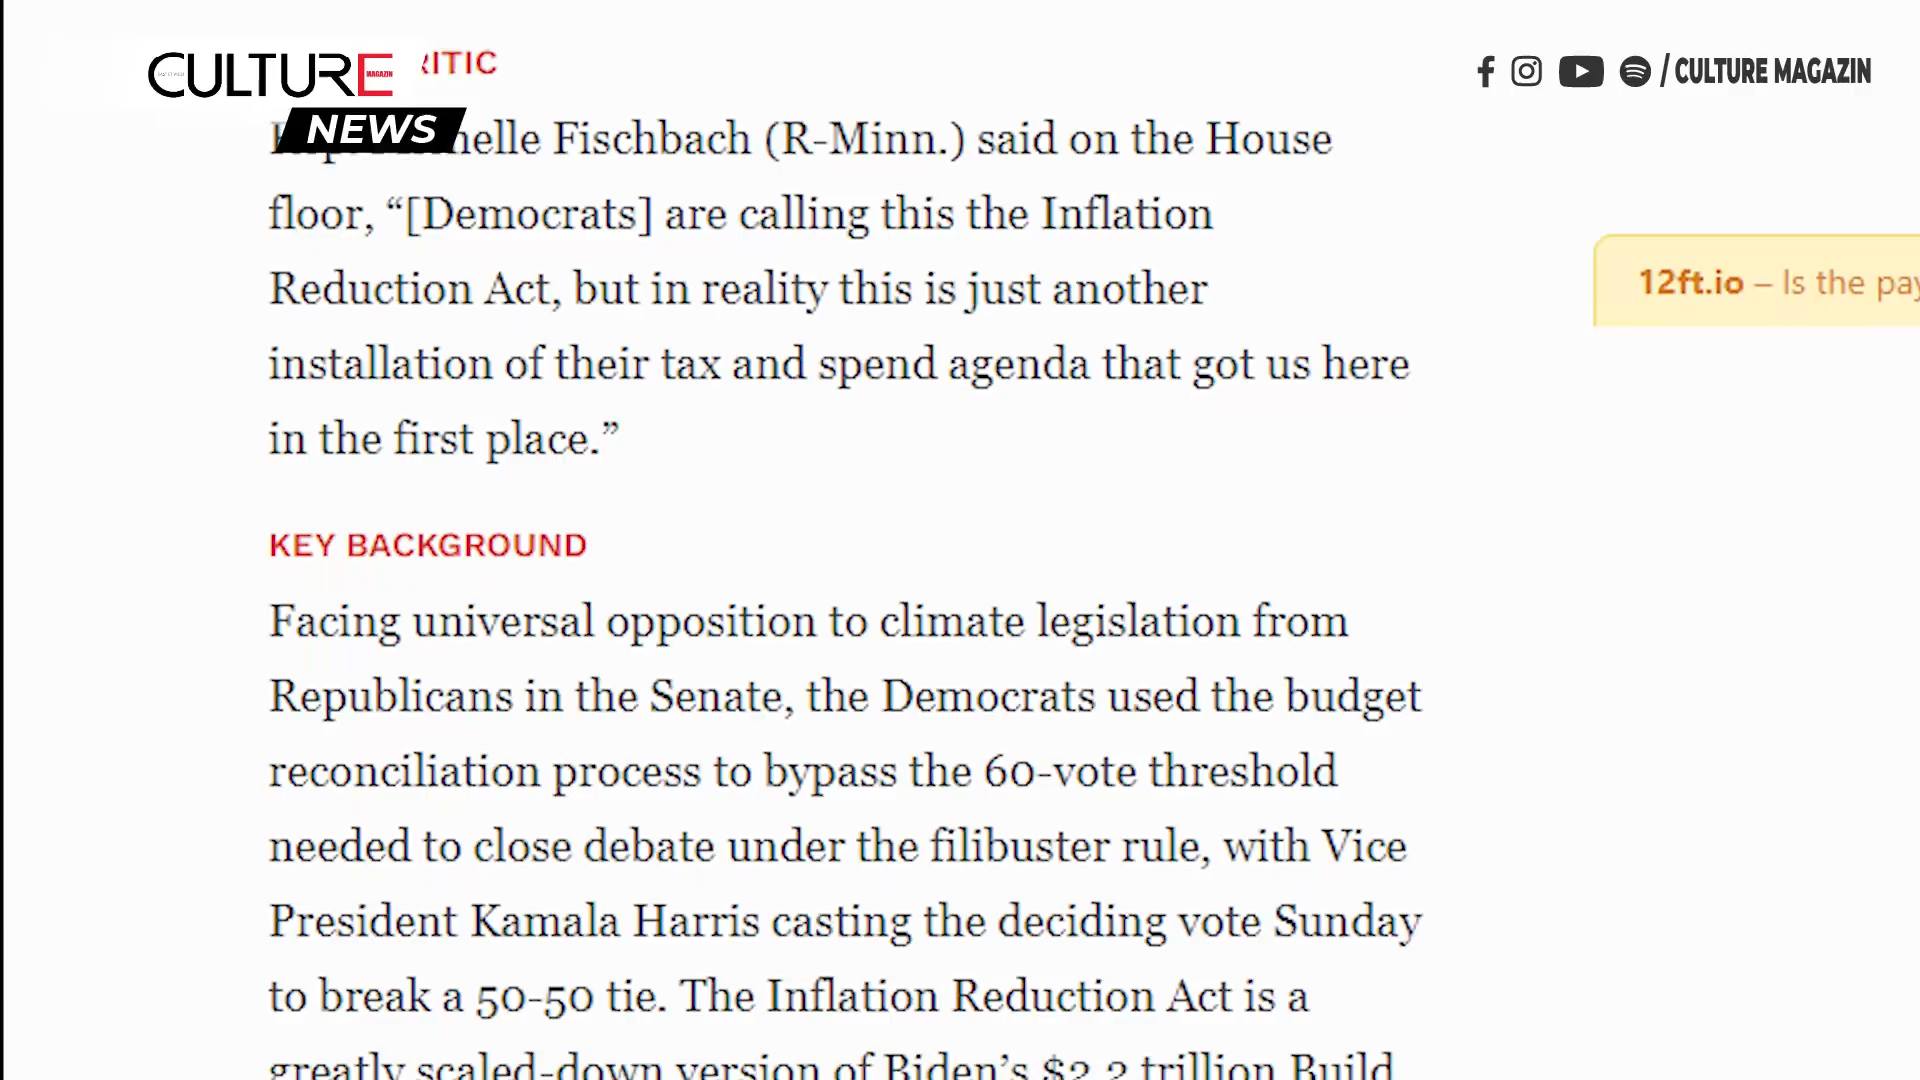 CULTURE
MAGAZIN
NEWS
RITIC
/ CULTURE MAGAZIN
helle Fischbach (R-Minn.) said on the House
floor, “[Democrats] are calling this the Inflation
Reduction Act, but in reality this is just another
installation of their tax and spend agenda that got us here
in the first place.”
12ft.io – Is the pay
KEY BACKGROUND
Facing universal opposition to climate legislation from
Republicans in the Senate, the Democrats used the budget
reconciliation process to bypass the 60-vote threshold
needed to close debate under the filibuster rule, with Vice
President Kamala Harris casting the deciding vote Sunday
to break a 50-50 tie. The Inflation Reduction Act is a
greatly scaled-down version of Biden’s $2.2 trillion Build